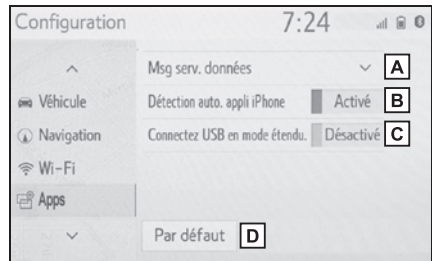 Configuration 7:24
Msg serv. données A
Véhicule
Détection auto. appli iPhone Activé B
Navigation
Connectez USB en mode étendu. Désactivé C
Wi-Fi
Apps
Par défaut D